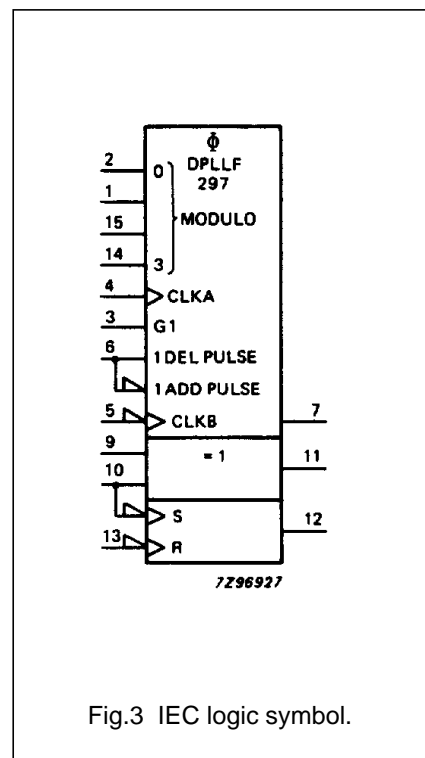 Φ
DPLLF
297
2 0
1
MODULO
15
14 3
4 CLKA
3 G1
6 1 DEL PULSE
1 ADD PULSE
5 CLKB 7
9 = 1
11
10
S
12
13 R
7Z96927
Fig.3 IEC logic symbol.